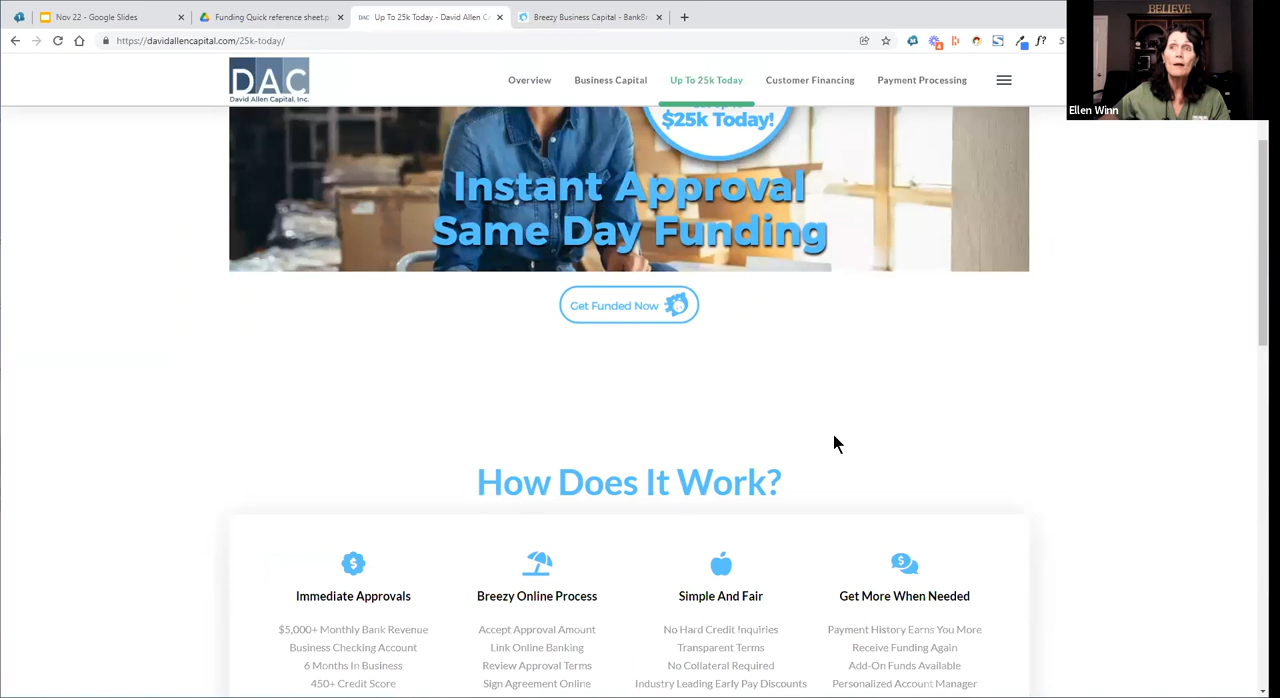 Nov 22 - Google Slides
Funding Quick reference sheet.p
DAC Up To 25k Today - David Allen C
Breezy Business Capital - BankBr
https://davidallencapital.com/25k-today/
4
f?
S
BELIEVE
Ellen Winn
DAC
David Allen Capital, Inc.
Overview
Business Capital
Up To 25k Today
Customer Financing
Payment Processing
$25k Today!
Instant Approval
Same Day Funding
Get Funded Now
How Does It Work?
Immediate Approvals
$5,000+ Monthly Bank Revenue
Business Checking Account
6 Months In Business
450+ Credit Score
Breezy Online Process
Accept Approval Amount
Link Online Banking
Review Approval Terms
Sign Agreement Online
Simple And Fair
No Hard Credit Inquiries
Transparent Terms
No Collateral Required
Industry Leading Early Pay Discounts
Get More When Needed
Payment History Earns You More
Receive Funding Again
Add-On Funds Available
Personalized Account Manager